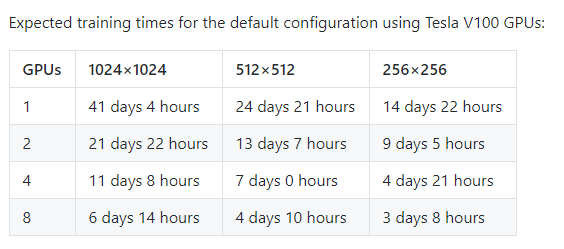 Expected training times for the default configuration using Tesla V100 GPUs:
GPUs 1024×1024 512×512 256×256
1 41 days 4 hours 24 days 21 hours 14 days 22 hours
2 21 days 22 hours 13 days 7 hours 9 days 5 hours
4 11 days 8 hours 7 days 0 hours 4 days 21 hours
8 6 days 14 hours 4 days 10 hours 3 days 8 hours